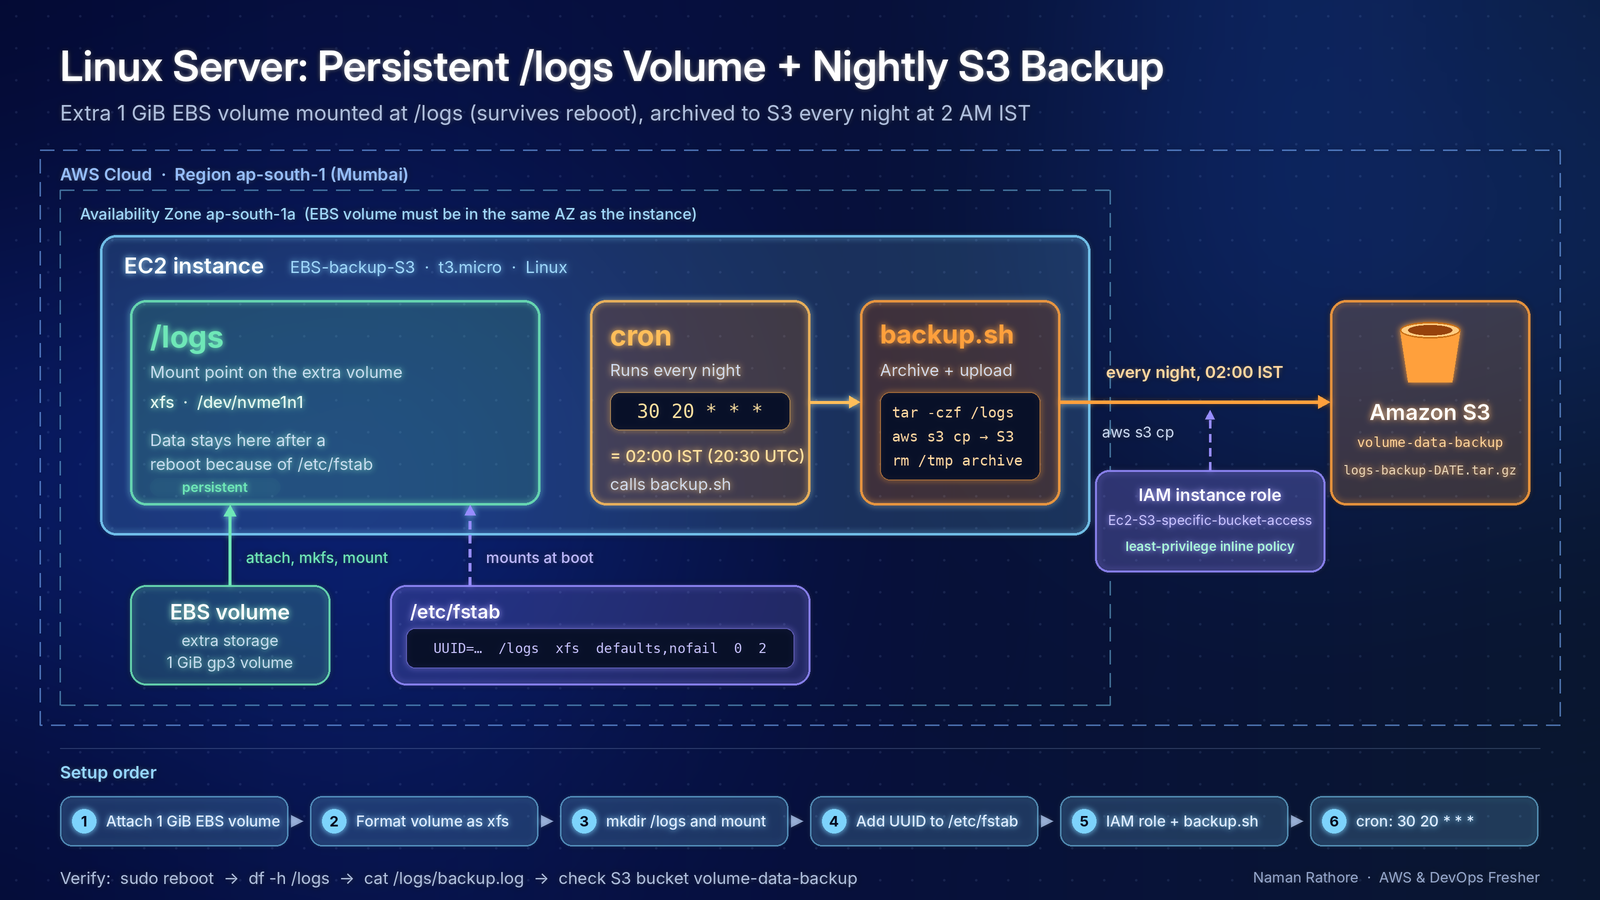 Linux Server: Persistent /logs Volume + Nightly S3 Backup
Extra 1 GiB EBS volume mounted at /logs (survives reboot), archived to S3 every night at 2 AM IST
AWS Cloud · Region ap-south-1 (Mumbai)
Availability Zone ap-south-1a (EBS volume must be in the same AZ as the instance)
EC2 instance EBS-backup-S3 · t3.micro · Linux
/logs
Mount point on the extra volume
xfs · /dev/nvme1n1
Data stays here after a
reboot because of /etc/fstab
persistent
cron
Runs every night
30 20 * * *
= 02:00 IST (20:30 UTC)
calls backup.sh
backup.sh
Archive + upload
tar -czf /logs
aws s3 cp → S3
rm /tmp archive
every night, 02:00 IST
aws s3 cp
Amazon S3
volume-data-backup
logs-backup-DATE.tar.gz
IAM instance role
Ec2-S3-specific-bucket-access
least-privilege inline policy
attach, mkfs, mount
mounts at boot
EBS volume
extra storage
1 GiB gp3 volume
/etc/fstab
UUID=… /logs xfs defaults,nofail 0 2
Setup order
1 Attach 1 GiB EBS volume
2 Format volume as xfs
3 mkdir /logs and mount
4 Add UUID to /etc/fstab
5 IAM role + backup.sh
6 cron: 30 20 * * *
Verify: sudo reboot → df -h /logs → cat /logs/backup.log → check S3 bucket volume-data-backup
Naman Rathore · AWS & DevOps Fresher